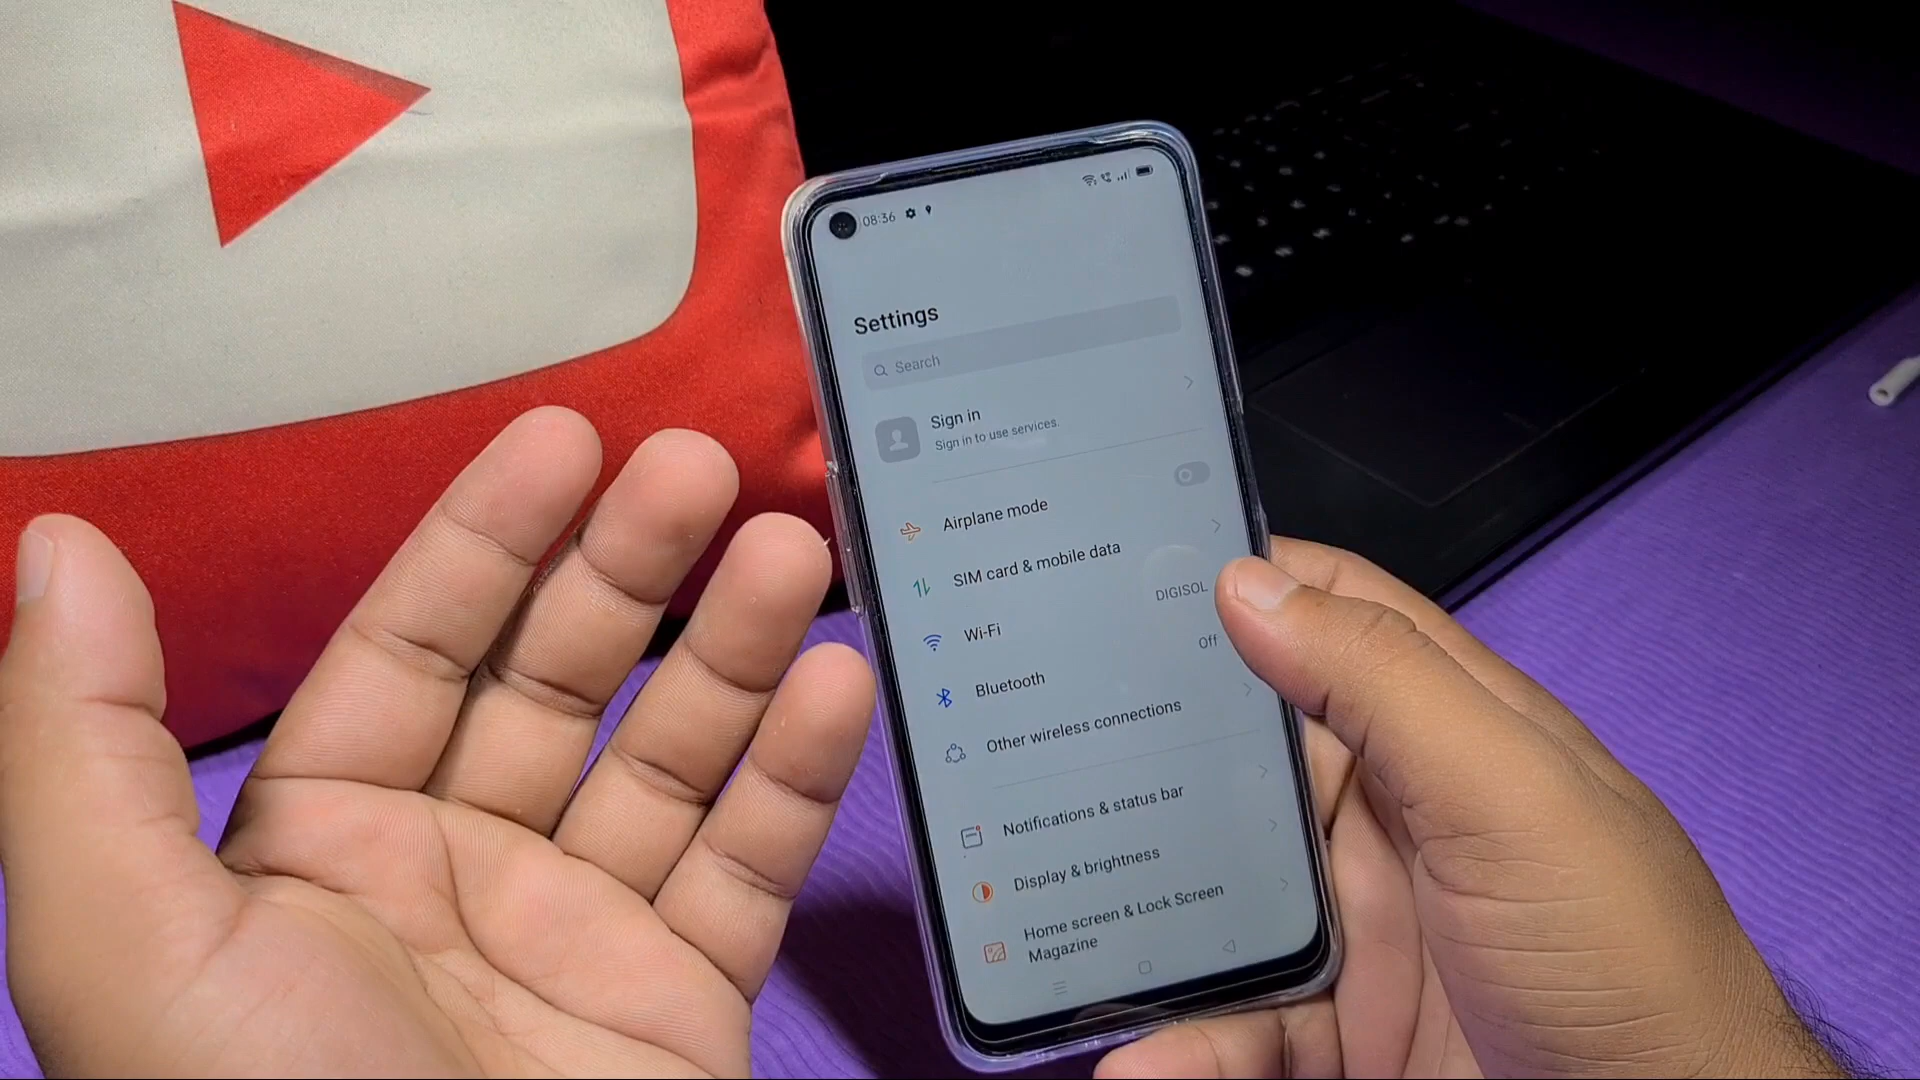 08:36
Settings
Search
Sign in
Sign in to use services.
Airplane mode
SIM card & mobile data
Wi-Fi DIGISOL
Bluetooth Off
Other wireless connections
Notifications & status bar
Display & brightness
Home screen & Lock Screen
Magazine